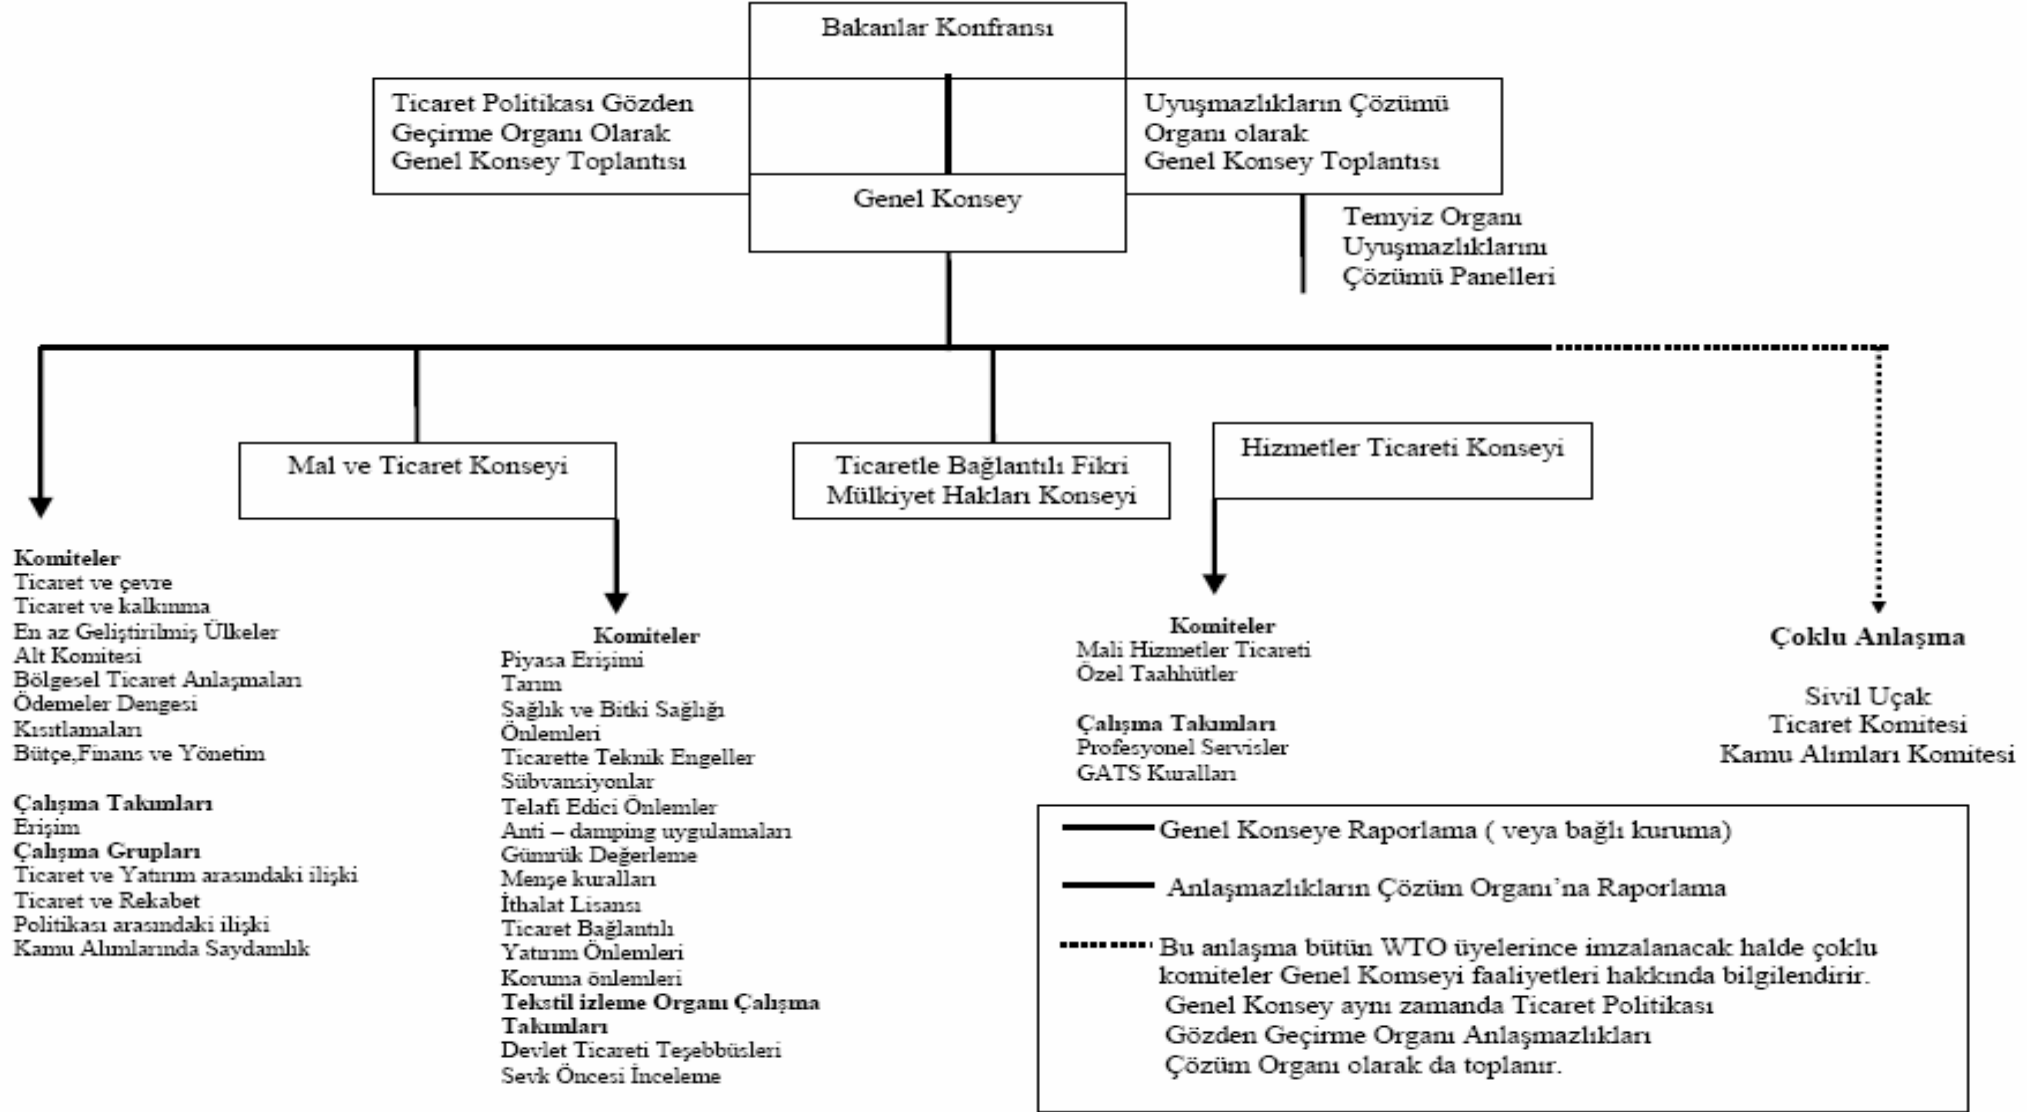 Bakanlar Konfransı
Ticaret Politikası Gözden
Geçirme Organı Olarak
Genel Konsey Toplantısı
Uyuşmazlıkların Çözümü
Organı olarak
Genel Konsey Toplantısı
Genel Konsey
Temyiz Organı
Uyuşmazlıklarını
Çözümü Panelleri
Mal ve Ticaret Konseyi
Ticaretle Bağlantılı Fikri
Mülkiyet Hakları Konseyi
Hizmetler Ticareti Konseyi
Komiteler
Ticaret ve çevre
Ticaret ve kalkınma
En az Geliştirilmiş Ülkeler
Alt Komitesi
Bölgesel Ticaret Anlaşmaları
Ödemeler Dengesi
Kısıtlamaları
Bütçe,Finans ve Yönetim
Çalışma Takımları
Erişim
Çalışma Grupları
Ticaret ve Yatırım arasındaki ilişki
Ticaret ve Rekabet
Politikası arasındaki ilişki
Kamu Alımlarında Saydamlık
Komiteler
Piyasa Erişimi
Tarım
Sağlık ve Bitki Sağlığı
Önlemleri
Ticarette Teknik Engeller
Sübvansiyonlar
Telafi Edici Önlemler
Anti – damping uygulamaları
Gümrük Değerleme
Menşe kuralları
İthalat Lisansı
Ticaret Bağlantılı
Yatırım Önlemleri
Koruma önlemleri
Tekstil izleme Organı Çalışma
Takımları
Devlet Ticareti Teşebbüsleri
Sevk Öncesi İnceleme
Komiteler
Mali Hizmetler Ticareti
Özel Taahhütler
Çalışma Takımları
Profesyonel Servisler
GATS Kuralları
Çoklu Anlaşma
Sivil Uçak
Ticaret Komitesi
Kamu Alımları Komitesi
Genel Konseye Raporlama ( veya bağlı kuruma)
Anlaşmazlıkların Çözüm Organı’na Raporlama
Bu anlaşma bütün WTO üyelerince imzalanacak halde çoklu
komiteler Genel Komseyi faaliyetleri hakkında bilgilendirir.
Genel Konsey aynı zamanda Ticaret Politikası
Gözden Geçirme Organı Anlaşmazlıkları
Çözüm Organı olarak da toplanır.